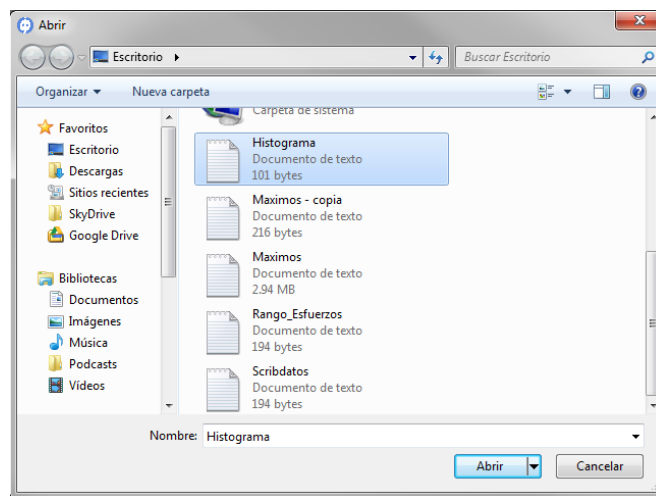 Abrir
Escritorio
Buscar Escritorio
Organizar
Nueva carpeta
Favoritos
Escritorio
Descargas
Sitios recientes
SkyDrive
Google Drive
Bibliotecas
Documentos
Imágenes
Música
Podcasts
Vídeos
Carpeta de sistema
Histograma
Documento de texto
101 bytes
Maximos - copia
Documento de texto
216 bytes
Maximos
Documento de texto
2.94 MB
Rango_Esfuerzos
Documento de texto
194 bytes
Scribdatos
Documento de texto
194 bytes
Nombre: Histograma
Abrir
Cancelar